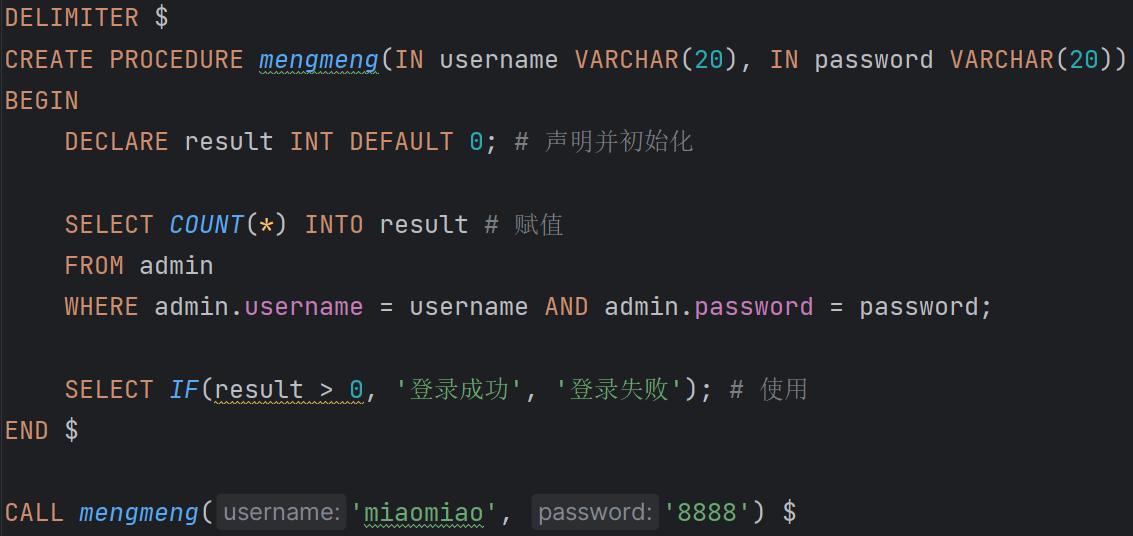 DELIMITER $
CREATE PROCEDURE mengmeng(IN username VARCHAR(20), IN password VARCHAR(20))
BEGIN
    DECLARE result INT DEFAULT 0; # 声明并初始化

    SELECT COUNT(*) INTO result # 赋值
    FROM admin
    WHERE admin.username = username AND admin.password = password;

    SELECT IF(result > 0, '登录成功', '登录失败'); # 使用
END $

CALL mengmeng(username: 'miaomiao', password: '8888') $